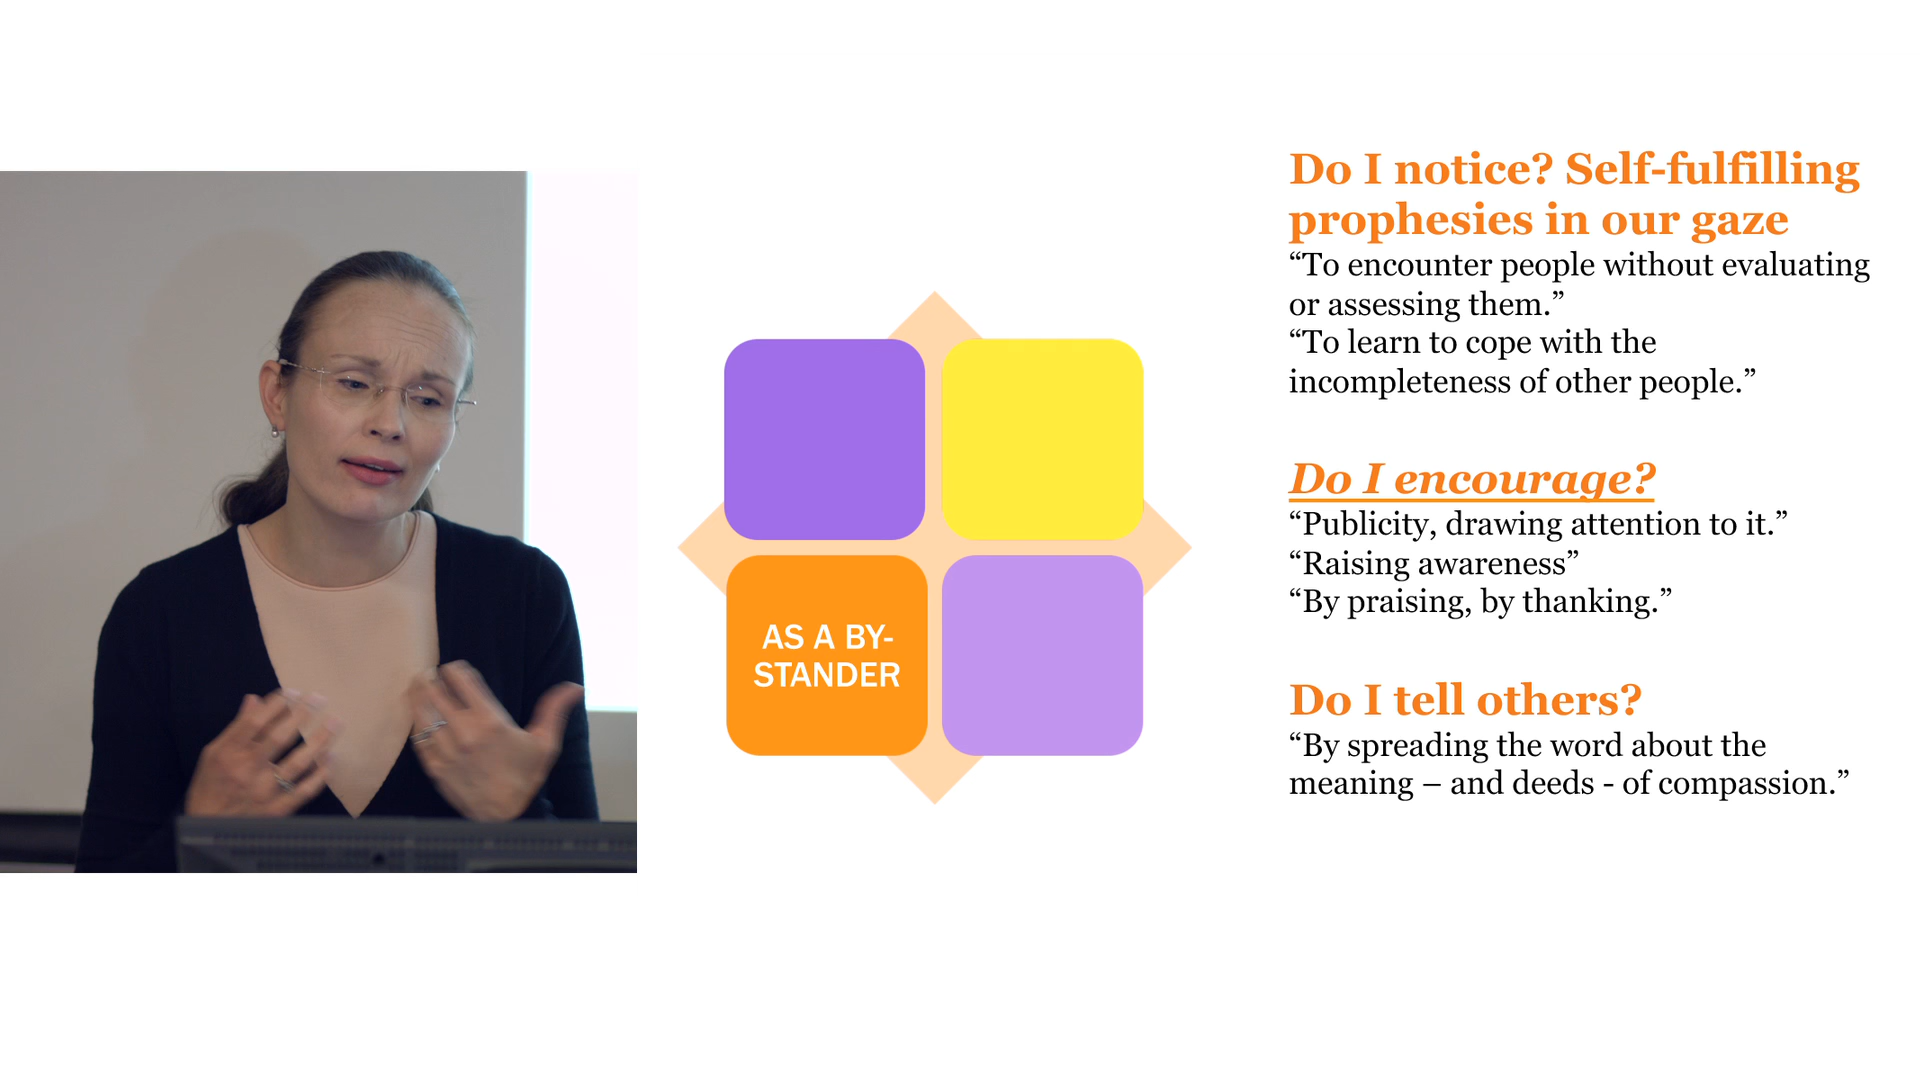 AS A BY-
STANDER
Do I notice? Self-fulfilling
prophesies in our gaze
“To encounter people without evaluating
or assessing them.”
“To learn to cope with the
incompleteness of other people.”
Do I encourage?
“Publicity, drawing attention to it.”
“Raising awareness”
“By praising, by thanking.”
Do I tell others?
“By spreading the word about the
meaning – and deeds - of compassion.”